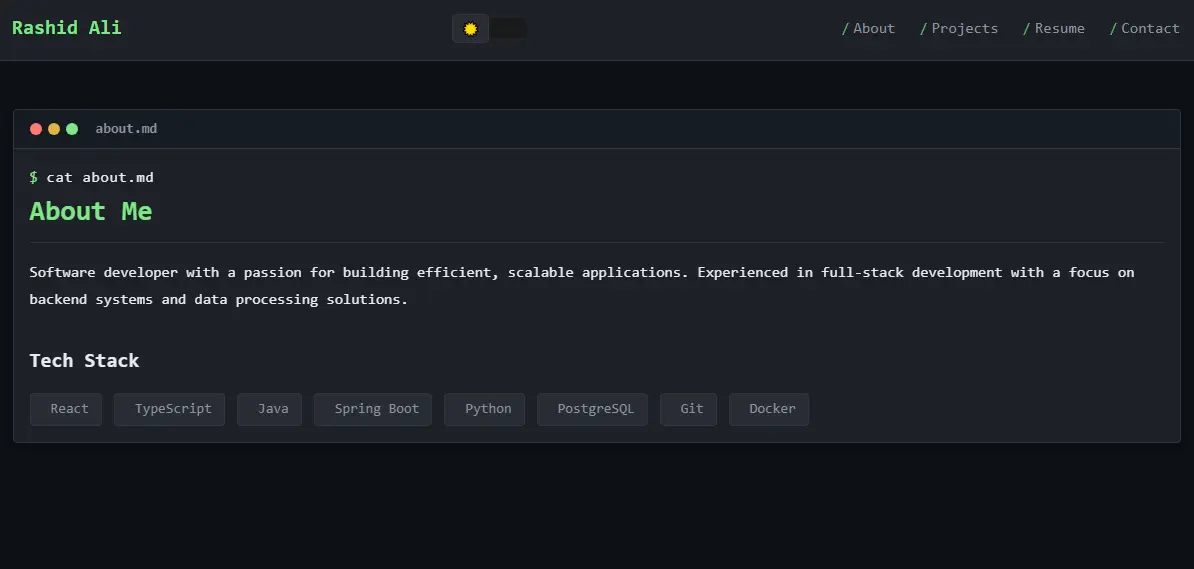 Rashid Ali
/ About / Projects / Resume / Contact
about.md
$ cat about.md
About Me
Software developer with a passion for building efficient, scalable applications. Experienced in full-stack development with a focus on
backend systems and data processing solutions.
Tech Stack
React TypeScript Java Spring Boot Python PostgreSQL Git Docker